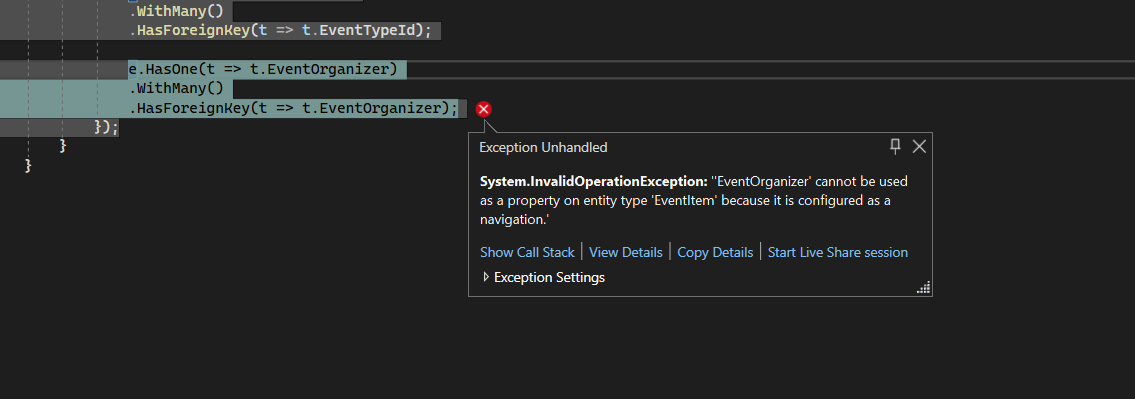 .WithMany()
.HasForeignKey(t => t.EventTypeId);
e.HasOne(t => t.EventOrganizer)
.WithMany()
.HasForeignKey(t => t.EventOrganizer);
});
}
}
Exception Unhandled
System.InvalidOperationException: ''EventOrganizer' cannot be used
as a property on entity type 'EventItem' because it is configured as a
navigation.'
Show Call Stack | View Details | Copy Details | Start Live Share session
Exception Settings